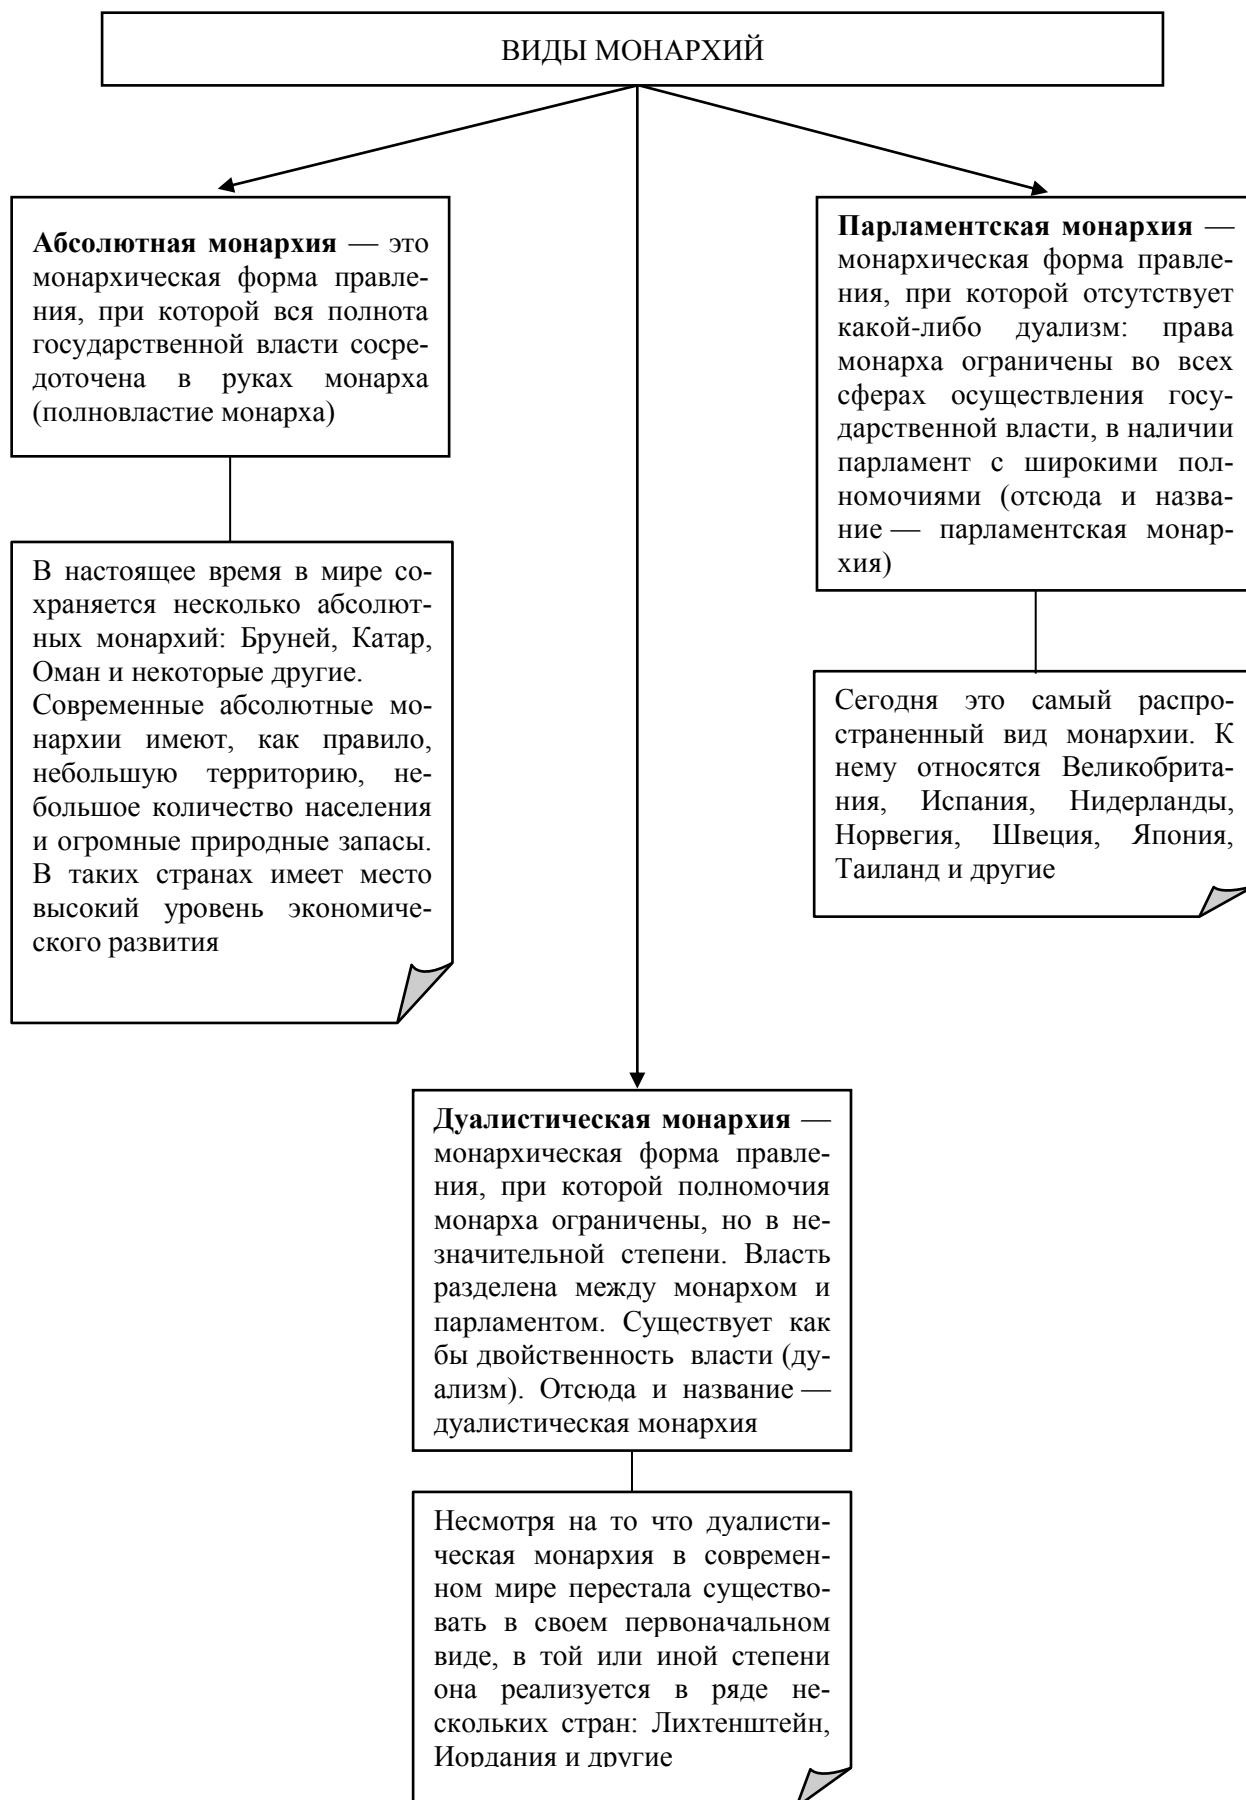 ВИДЫ МОНАРХИЙ
Абсолютная монархия — это
монархическая форма правле-
ния, при которой вся полнота
государственной власти сосре-
доточена в руках монарха
(полновластие монарха)
В настоящее время в мире со-
храняется несколько абсолют-
ных монархий: Бруней, Катар,
Оман и некоторые другие.
Современные абсолютные мо-
нархии имеют, как правило,
небольшую территорию, не-
большое количество населения
и огромные природные запасы.
В таких странах имеет место
высокий уровень экономиче-
ского развития
Парламентская монархия —
монархическая форма правле-
ния, при которой отсутствует
какой-либо дуализм: права
монарха ограничены во всех
сферах осуществления госу-
дарственной власти, в наличии
парламент с широкими пол-
номочиями (отсюда и назва-
ние — парламентская монар-
хия)
Сегодня это самый распро-
страненный вид монархии. К
нему относятся Великобрита-
ния, Испания, Нидерланды,
Норвегия, Швеция, Япония,
Таиланд и другие
Дуалистическая монархия —
монархическая форма правле-
ния, при которой полномочия
монарха ограничены, но в не-
значительной степени. Власть
разделена между монархом и
парламентом. Существует как
бы двойственность власти (ду-
ализм). Отсюда и название —
дуалистическая монархия
Несмотря на то что дуалисти-
ческая монархия в современ-
ном мире перестала существо-
вать в своем первоначальном
виде, в той или иной степени
она реализуется в ряде не-
скольких стран: Лихтенштейн,
Иордания и другие